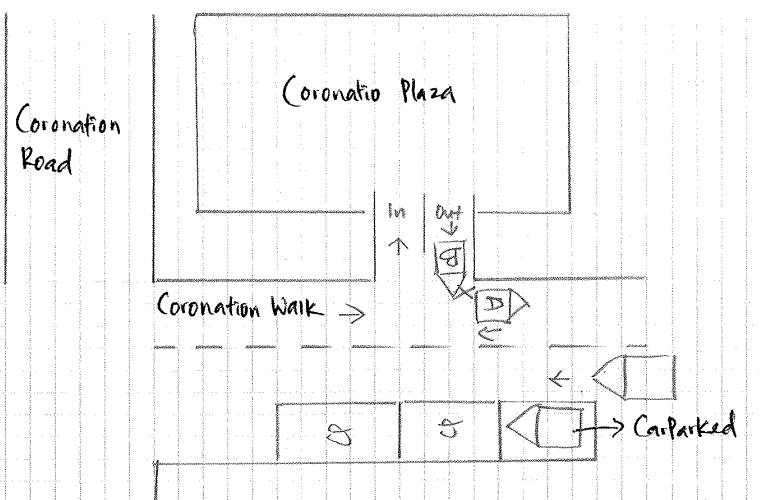 Coronatio Plaza
Coronation
Road
In
Out
B
A
Coronation Walk
CarParked